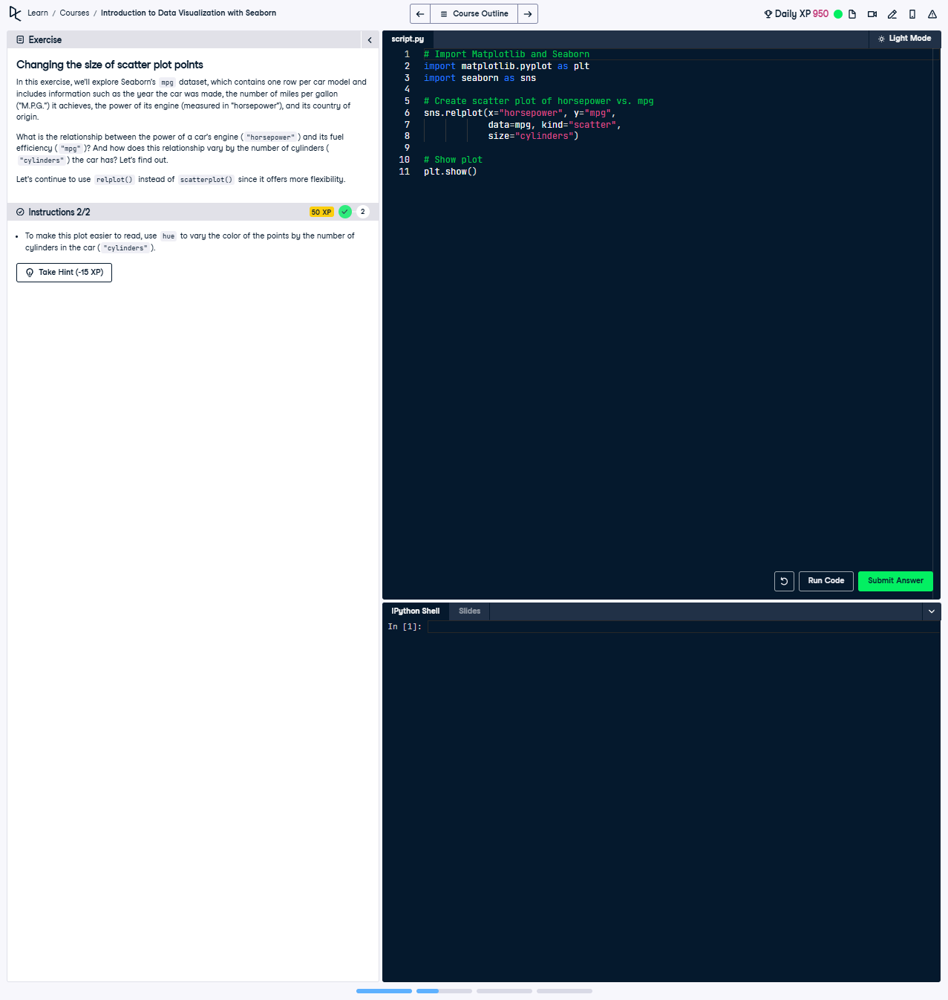 Learn / Courses / Introduction to Data Visualization with Seaborn
Course Outline
Daily XP 950
Exercise
Changing the size of scatter plot points
In this exercise, we'll explore Seaborn's mpg dataset, which contains one row per car model and
includes information such as the year the car was made, the number of miles per gallon
("M.P.G.") it achieves, the power of its engine (measured in "horsepower"), and its country of
origin.
What is the relationship between the power of a car's engine ( "horsepower" ) and its fuel
efficiency ( "mpg" )? And how does this relationship vary by the number of cylinders (
"cylinders" ) the car has? Let's find out.
Let's continue to use relplot() instead of scatterplot() since it offers more flexibility.
Instructions 2/2
50 XP
2
• To make this plot easier to read, use hue to vary the color of the points by the number of
cylinders in the car ( "cylinders" ).
Take Hint (-15 XP)
script.py
Light Mode
1 # Import Matplotlib and Seaborn
2 import matplotlib.pyplot as plt
3 import seaborn as sns
4
5 # Create scatter plot of horsepower vs. mpg
6 sns.relplot(x="horsepower", y="mpg",
7             data=mpg, kind="scatter",
8             size="cylinders")
9
10 # Show plot
11 plt.show()
Run Code
Submit Answer
IPython Shell
Slides
In [1]: